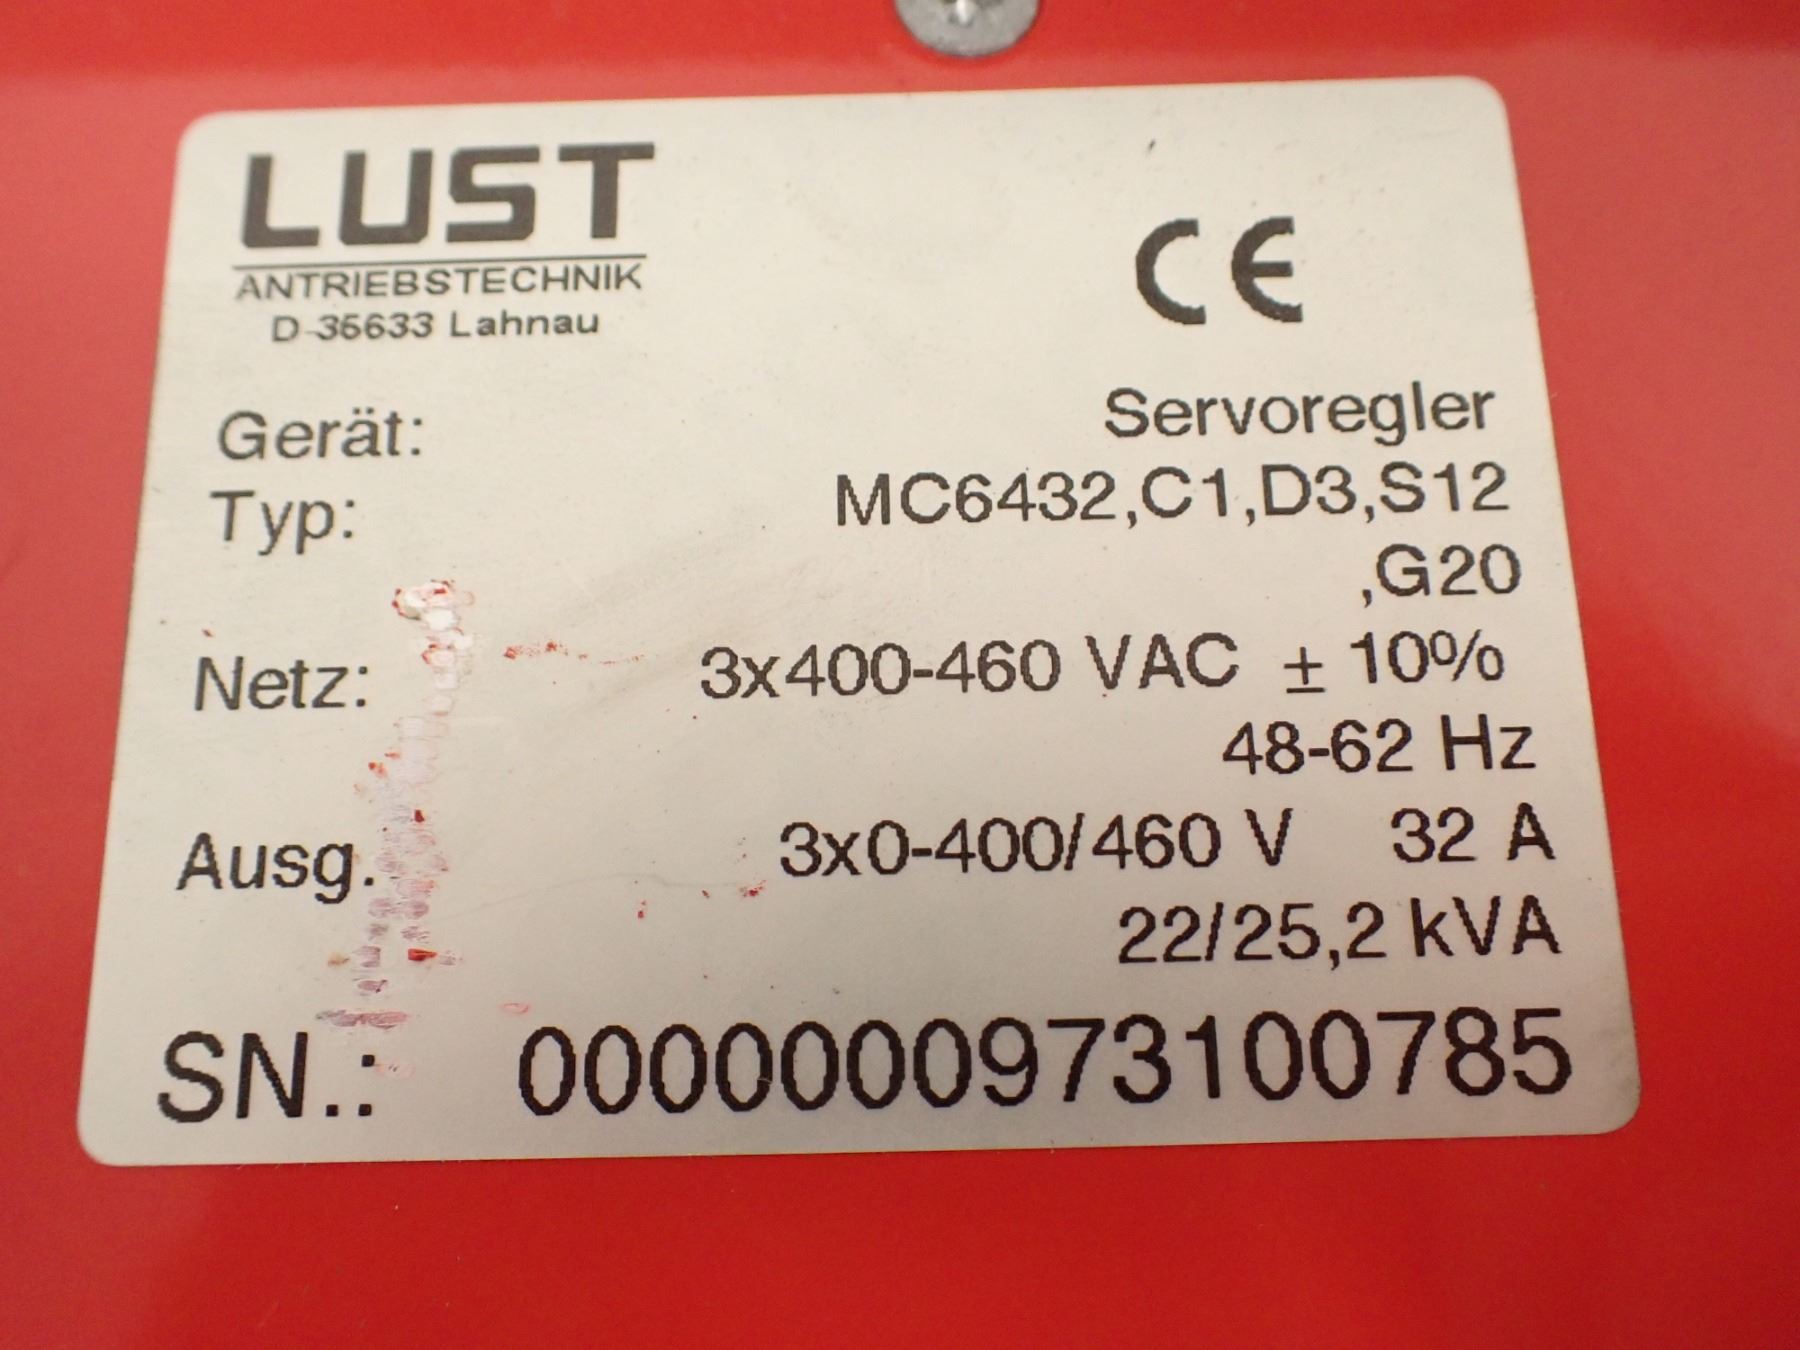 LUST
ANTRIEBSTECHNIK
D-35633 Lahnau
CE
Gerät: Servoregler
Typ: MC6432,C1,D3,S12
,G20
Netz: 3x400-460 VAC ± 10%
48-62 Hz
Ausg. 3x0-400/460 V 32 A
22/25,2 kVA
SN.: 0000000973100785